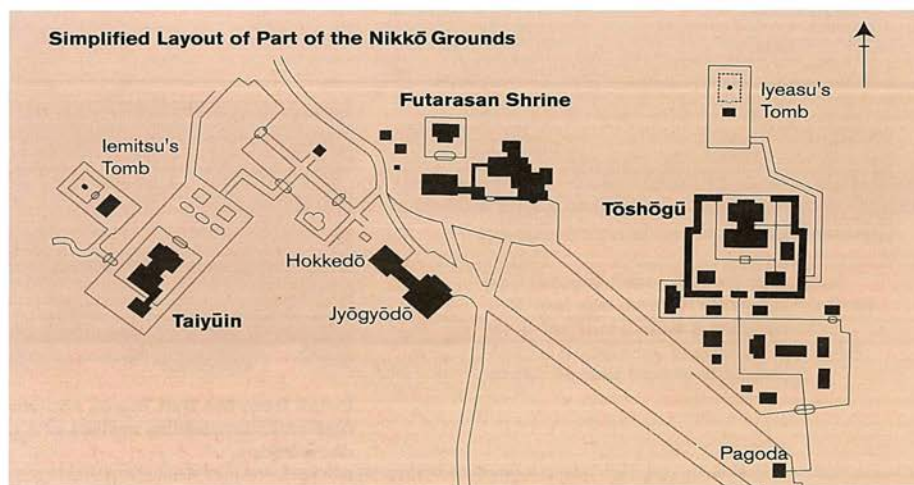 Simplified Layout of Part of the Nikkō Grounds
Futarasan Shrine
Iyeasu's
Tomb
Iemitsu's
Tomb
Tōshōgū
Hokkedō
Jyōgyōdō
Taiyūin
Pagoda